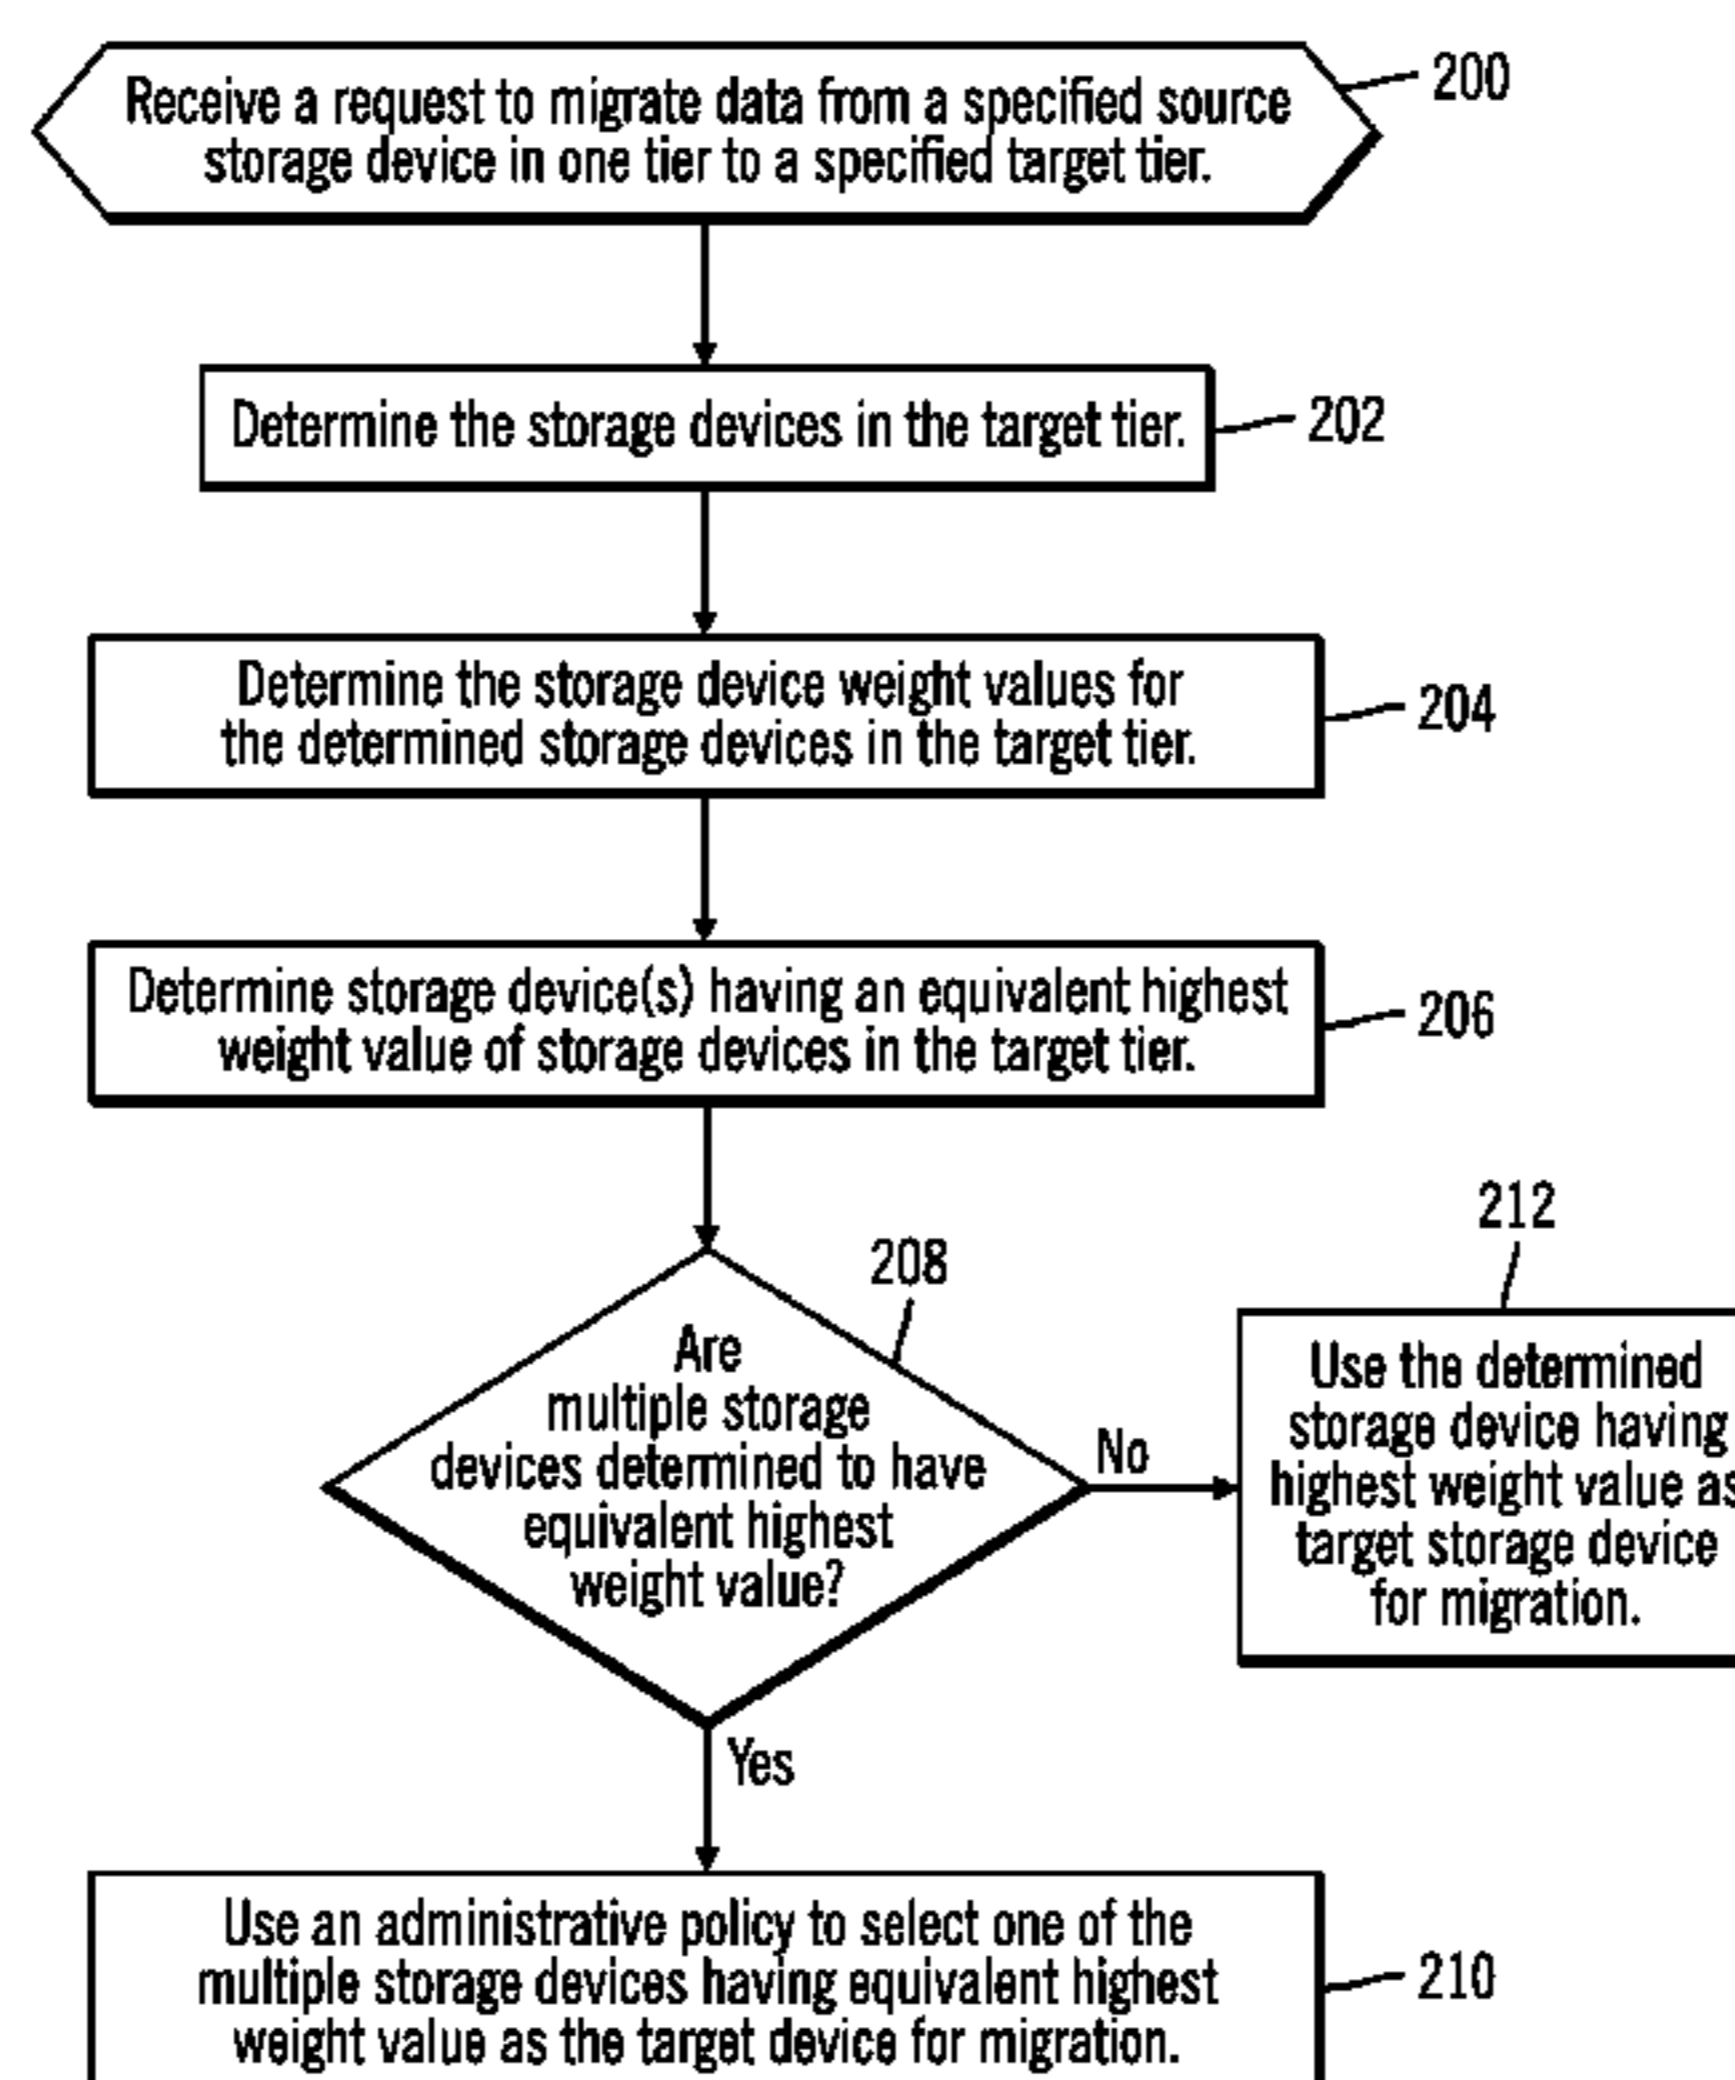 Receive a request to migrate data from a specified source
storage device in one tier to a specified target tier.
200
Determine the storage devices in the target tier.
202
Determine the storage device weight values for
the determined storage devices in the target tier.
204
Determine storage device(s) having an equivalent highest
weight value of storage devices in the target tier.
206
208
Are
multiple storage
devices determined to have
equivalent highest
weight value?
No
212
Use the determined
storage device having
highest weight value as
target storage device
for migration.
Yes
Use an administrative policy to select one of the
multiple storage devices having equivalent highest
weight value as the target device for migration.
210